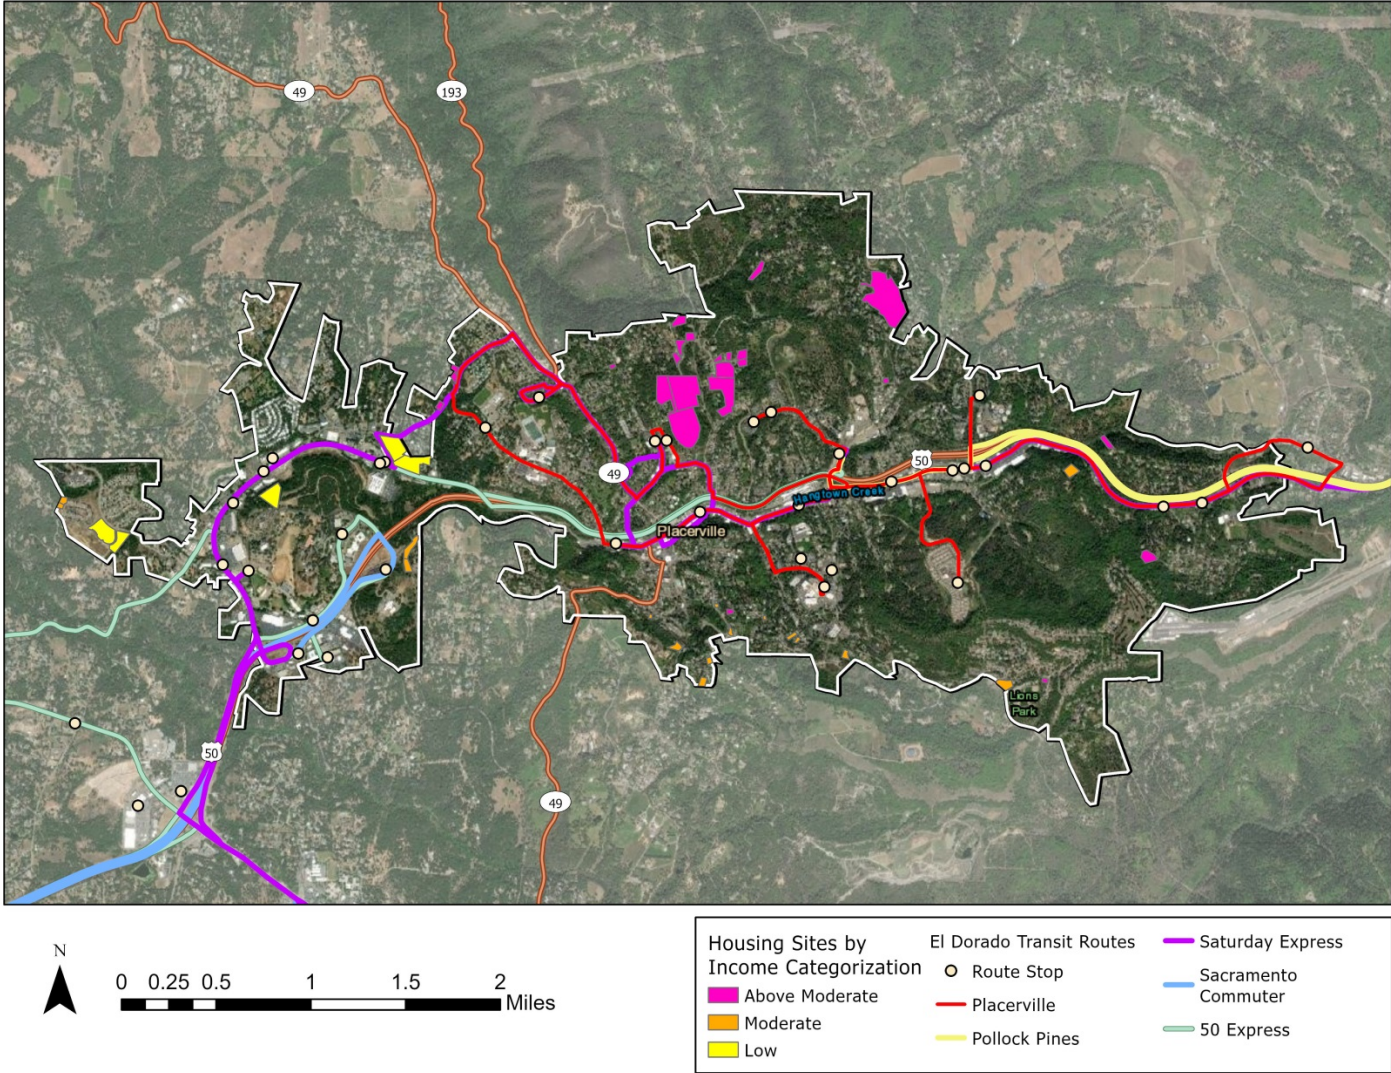 49
193
49
50
Hangtown Creek
Placerville
Lions
Park
50
49
N
0 0.25 0.5 1 1.5 2
Miles
Housing Sites by
Income Categorization
Above Moderate
Moderate
Low
El Dorado Transit Routes
Route Stop
Placerville
Pollock Pines
Saturday Express
Sacramento
Commuter
50 Express